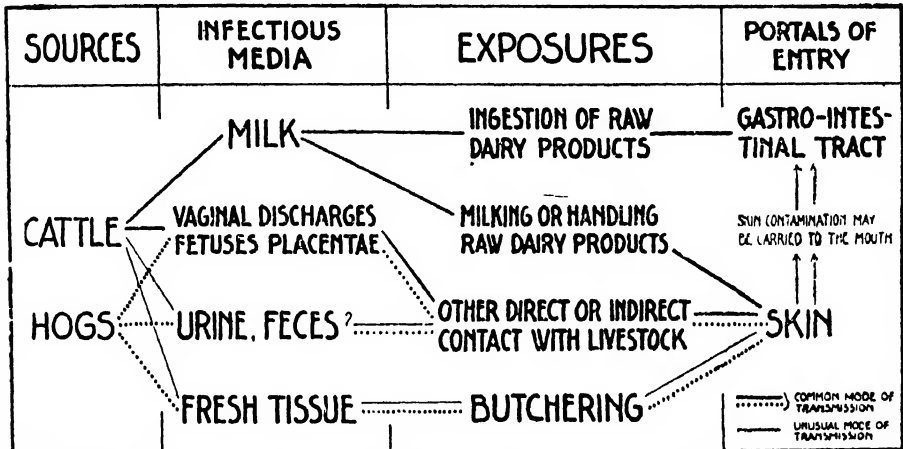 SOURCES
INFECTIOUS
MEDIA
EXPOSURES
PORTALS OF
ENTRY
MILK
INGESTION OF RAW
DAIRY PRODUCTS
GASTRO-INTES-
TINAL TRACT
CATTLE
VAGINAL DISCHARGES
FETUSES PLACENTAE
MILKING OR HANDLING
RAW DAIRY PRODUCTS
SKIN CONTAMINATION MAY
BE CARRIED TO THE MOUTH
HOGS
URINE, FECES?
OTHER DIRECT OR INDIRECT
CONTACT WITH LIVESTOCK
SKIN
FRESH TISSUE
BUTCHERING
COMMON MODE OF
TRANSMISSION
UNUSUAL MODE OF
TRANSMISSION